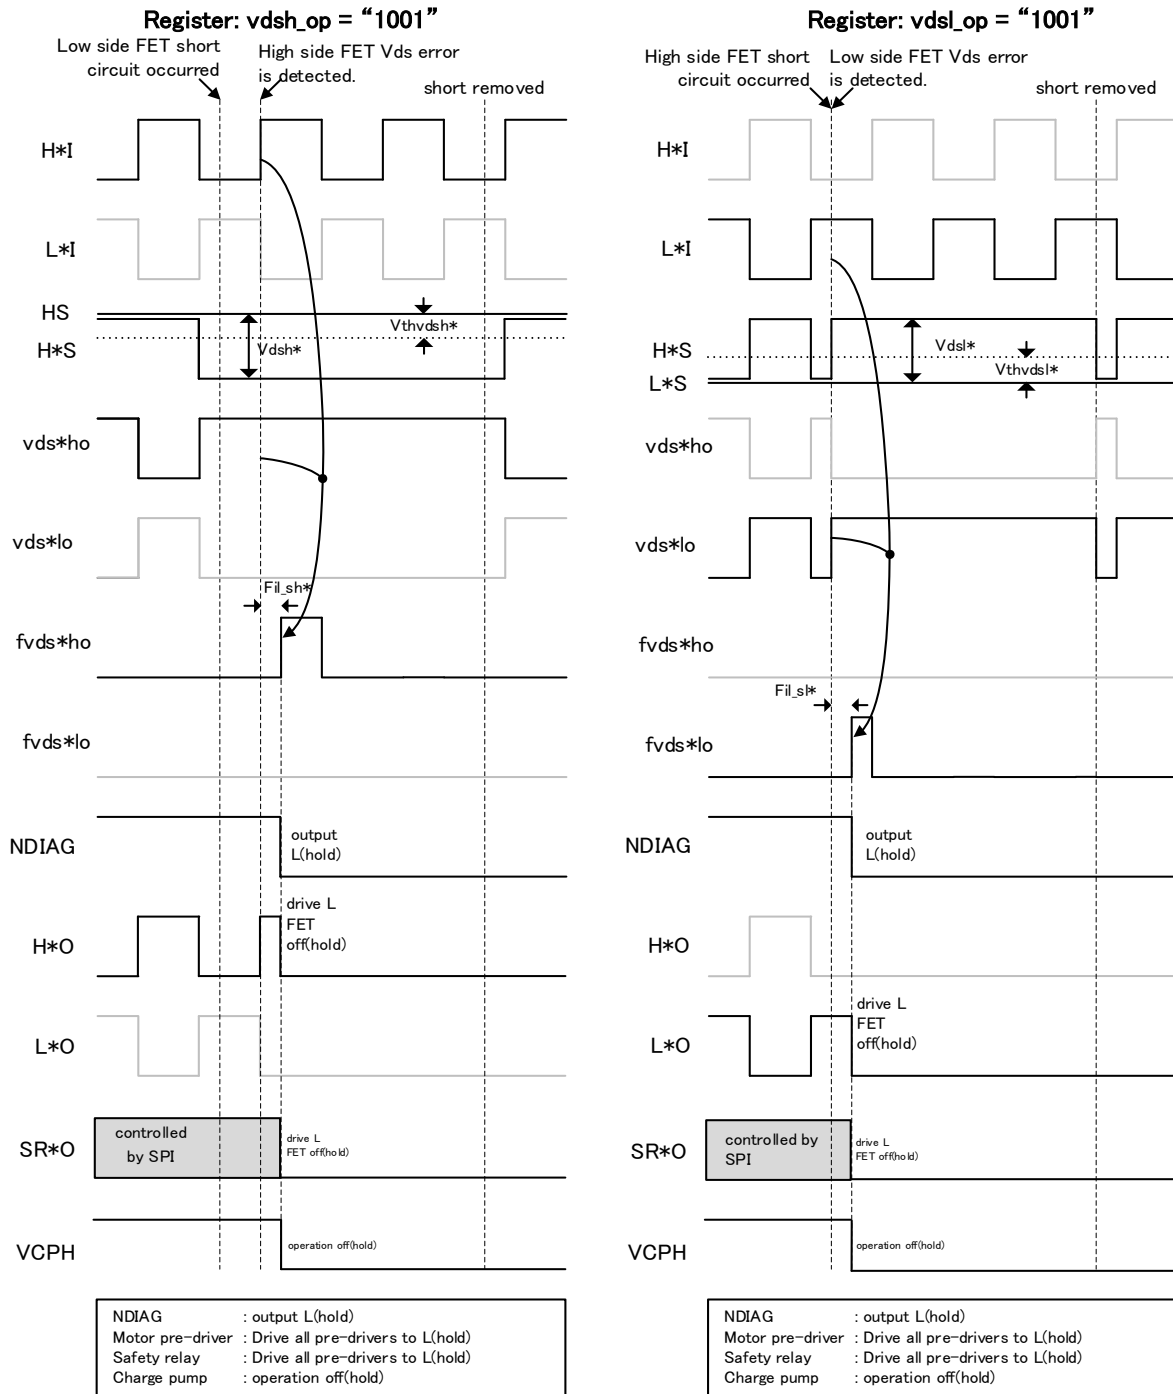 Register: vdsh_op = “1001”
Low side FET short
circuit occurred
High side FET Vds error
is detected.
short removed
H*I
L*I
HS
Vthvdsh*
H*S
Vdsh*
vds*ho
vds*lo
Fil_sh*
fvds*ho
fvds*lo
NDIAG
output
L(hold)
drive L
FET
off(hold)
H*O
L*O
SR*O
controlled
by SPI
drive L
FET off(hold)
VCPH
operation off(hold)
NDIAG : output L(hold)
Motor pre-driver : Drive all pre-drivers to L(hold)
Safety relay : Drive all pre-drivers to L(hold)
Charge pump : operation off(hold)
Register: vdsl_op = “1001”
High side FET short
circuit occurred
Low side FET Vds error
is detected.
short removed
H*I
L*I
H*S
Vdsl*
Vthvdsl*
L*S
vds*ho
vds*lo
fvds*ho
Fil_sl*
fvds*lo
NDIAG
output
L(hold)
H*O
drive L
FET
off(hold)
L*O
SR*O
controlled by
SPI
drive L
FET off(hold)
VCPH
operation off(hold)
NDIAG : output L(hold)
Motor pre-driver : Drive all pre-drivers to L(hold)
Safety relay : Drive all pre-drivers to L(hold)
Charge pump : operation off(hold)